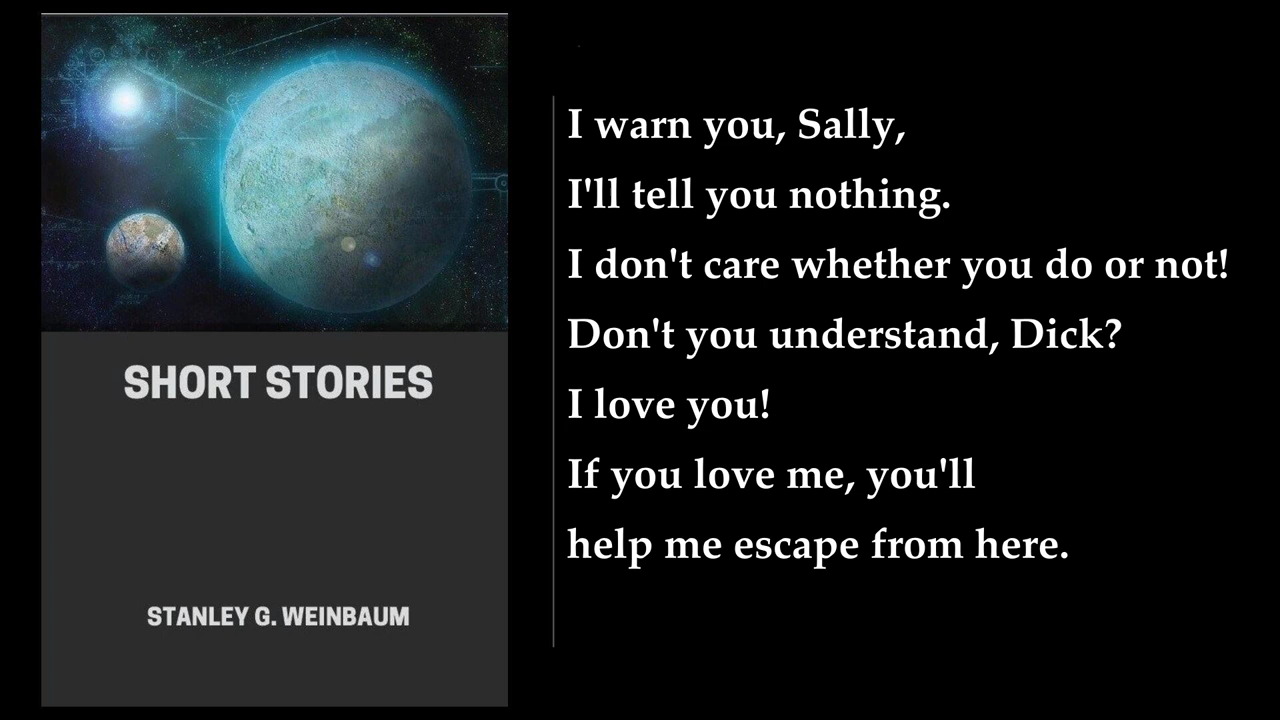 SHORT STORIES
STANLEY G. WEINBAUM
I warn you, Sally,
I'll tell you nothing.
I don't care whether you do or not!
Don't you understand, Dick?
I love you!
If you love me, you'll
help me escape from here.